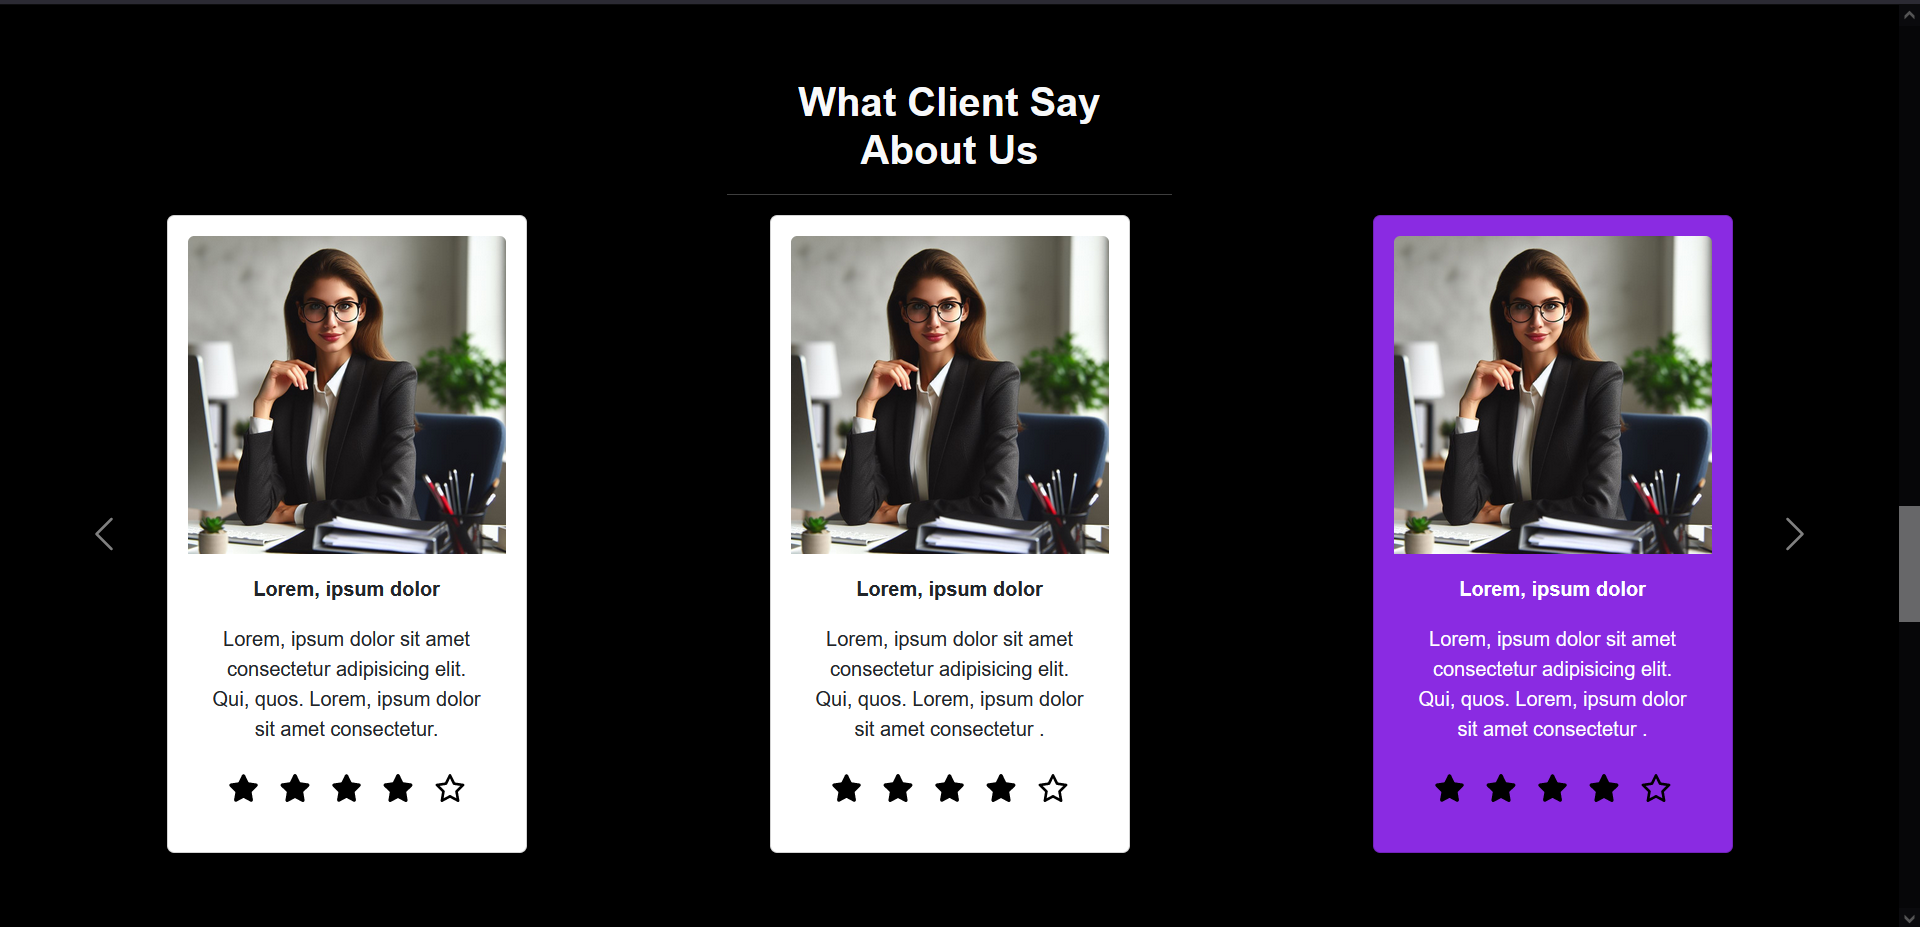 What Client Say
About Us
Lorem, ipsum dolor
Lorem, ipsum dolor sit amet
consectetur adipisicing elit.
Qui, quos. Lorem, ipsum dolor
sit amet consectetur.
Lorem, ipsum dolor
Lorem, ipsum dolor sit amet
consectetur adipisicing elit.
Qui, quos. Lorem, ipsum dolor
sit amet consectetur .
Lorem, ipsum dolor
Lorem, ipsum dolor sit amet
consectetur adipisicing elit.
Qui, quos. Lorem, ipsum dolor
sit amet consectetur .